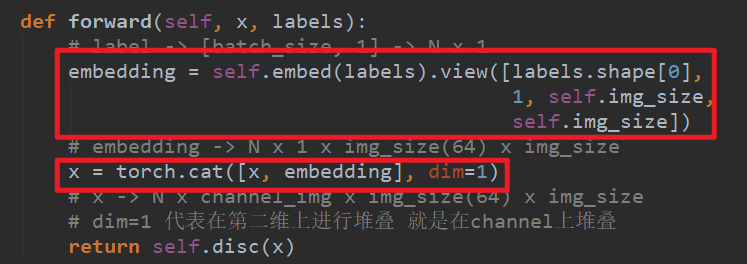 def forward(self, x, labels):
# label -> [batch_size, 1] -> N x 1
embedding = self.embed(labels).view([labels.shape[0],
1, self.img_size,
self.img_size])
# embedding -> N x 1 x img_size(64) x img_size
x = torch.cat([x, embedding], dim=1)
# x -> N x channel_img x img_size(64) x img_size
# dim=1 代表在第二维上进行堆叠 就是在channel上堆叠
return self.disc(x)